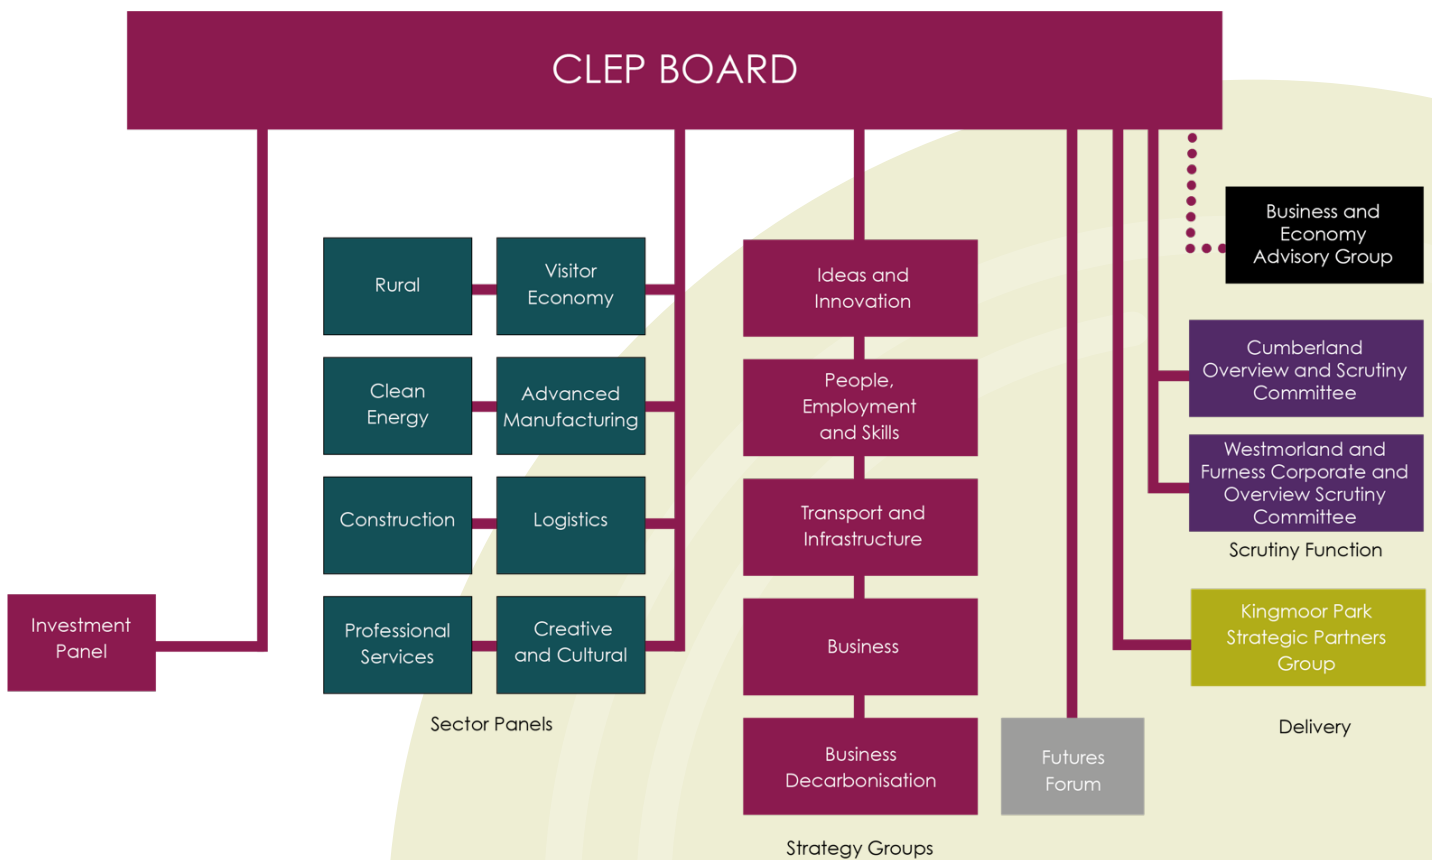 CLEP BOARD
Investment
Panel
Rural
Visitor
Economy
Clean
Energy
Advanced
Manufacturing
Construction
Logistics
Professional
Services
Creative
and Cultural
Sector Panels
Ideas and
Innovation
People,
Employment
and Skills
Transport and
Infrastructure
Business
Business
Decarbonisation
Strategy Groups
Futures
Forum
Business and
Economy
Advisory Group
Cumberland
Overview and Scrutiny
Committee
Westmorland and
Furness Corporate and
Overview Scrutiny
Committee
Scrutiny Function
Kingmoor Park
Strategic Partners
Group
Delivery